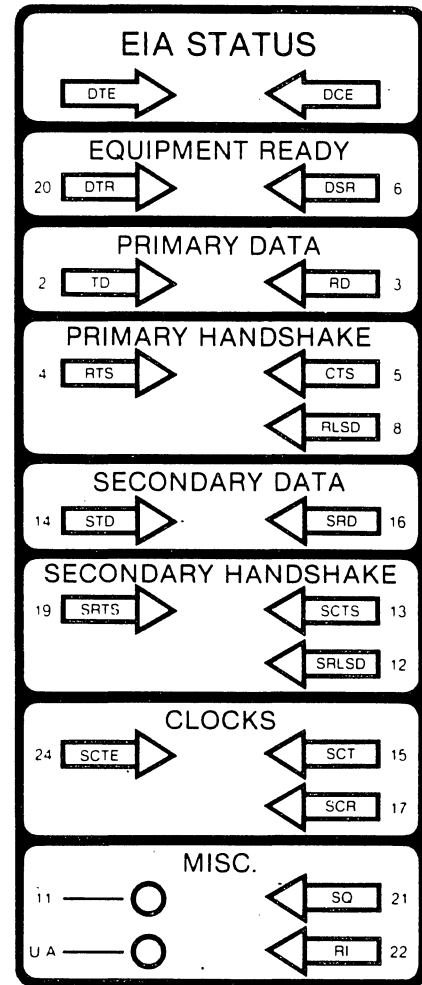 EIA STATUS
DTE DCE
EQUIPMENT READY
20 DTR DSR 6
PRIMARY DATA
2 TD RD 3
PRIMARY HANDSHAKE
4 RTS CTS 5
RLSD 8
SECONDARY DATA
14 STD SRD 16
SECONDARY HANDSHAKE
19 SRTS SCTS 13
SRLSD 12
CLOCKS
24 SCTE SCT 15
SCR 17
MISC.
11 SQ 21
U A RI 22